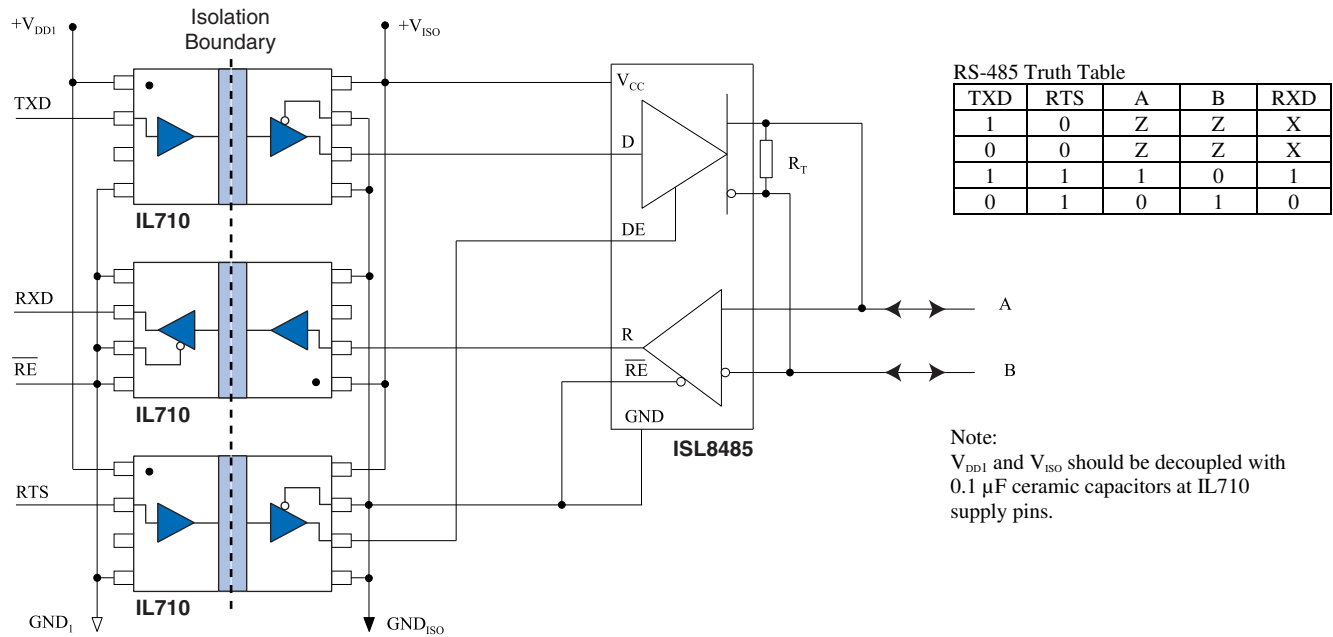 Isolation
Boundary
+VDD1
+VISO
TXD
VCC
D
RT
IL710
DE
RXD
R
RE
RE
A
B
IL710
GND
ISL8485
RTS
IL710
GND1
GNDISO
RS-485 Truth Table
TXD RTS A B RXD
1 0 Z Z X
0 0 Z Z X
1 1 1 0 1
0 1 0 1 0
Note:
VDD1 and VISO should be decoupled with
0.1 µF ceramic capacitors at IL710
supply pins.